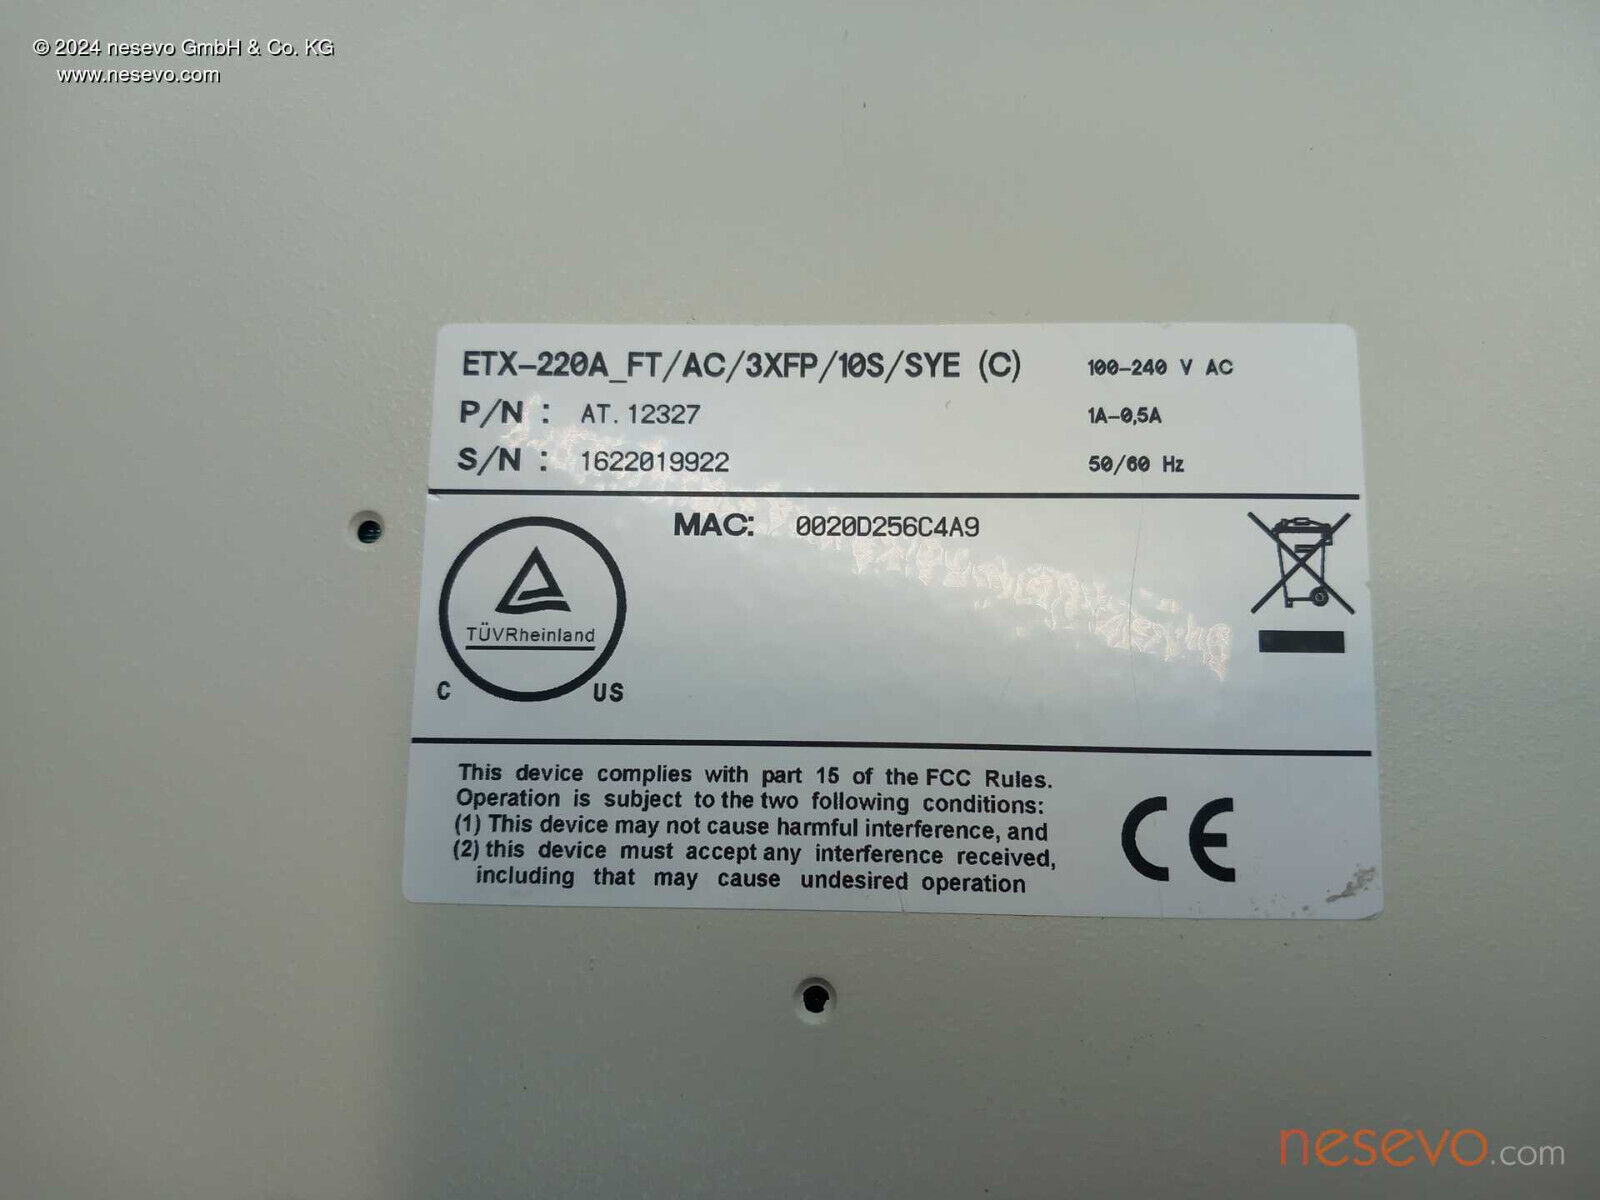 © 2024 nesevo GmbH & Co. KG
www.nesevo.com
ETX-220A_FT/AC/3XFP/10S/SYE (C) 100-240 V AC
P/N : AT.12327 1A-0,5A
S/N : 1622019922 50/60 Hz
MAC: 0020D256C4A9
TÜVRheinland
C US
This device complies with part 15 of the FCC Rules.
Operation is subject to the two following conditions:
(1) This device may not cause harmful interference, and
(2) this device must accept any interference received,
including that may cause undesired operation
CE
nesevo.com